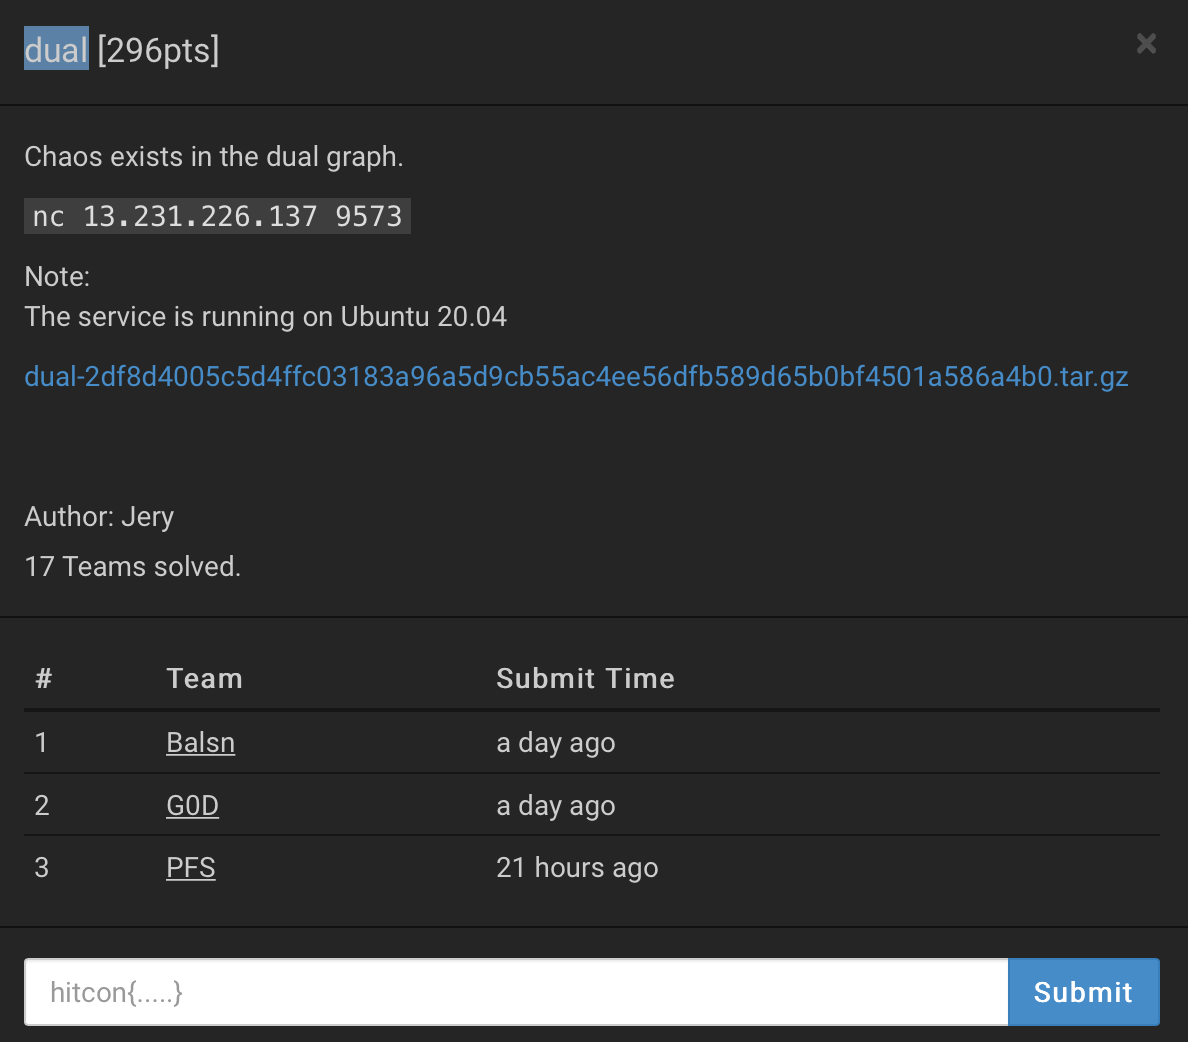 dual [296pts]
×
Chaos exists in the dual graph.
nc 13.231.226.137 9573
Note:
The service is running on Ubuntu 20.04
dual-2df8d4005c5d4ffc03183a96a5d9cb55ac4ee56dfb589d65b0bf4501a586a4b0.tar.gz
Author: Jery
17 Teams solved.
# Team Submit Time
1 Balsn a day ago
2 G0D a day ago
3 PFS 21 hours ago
hitcon{.....} Submit